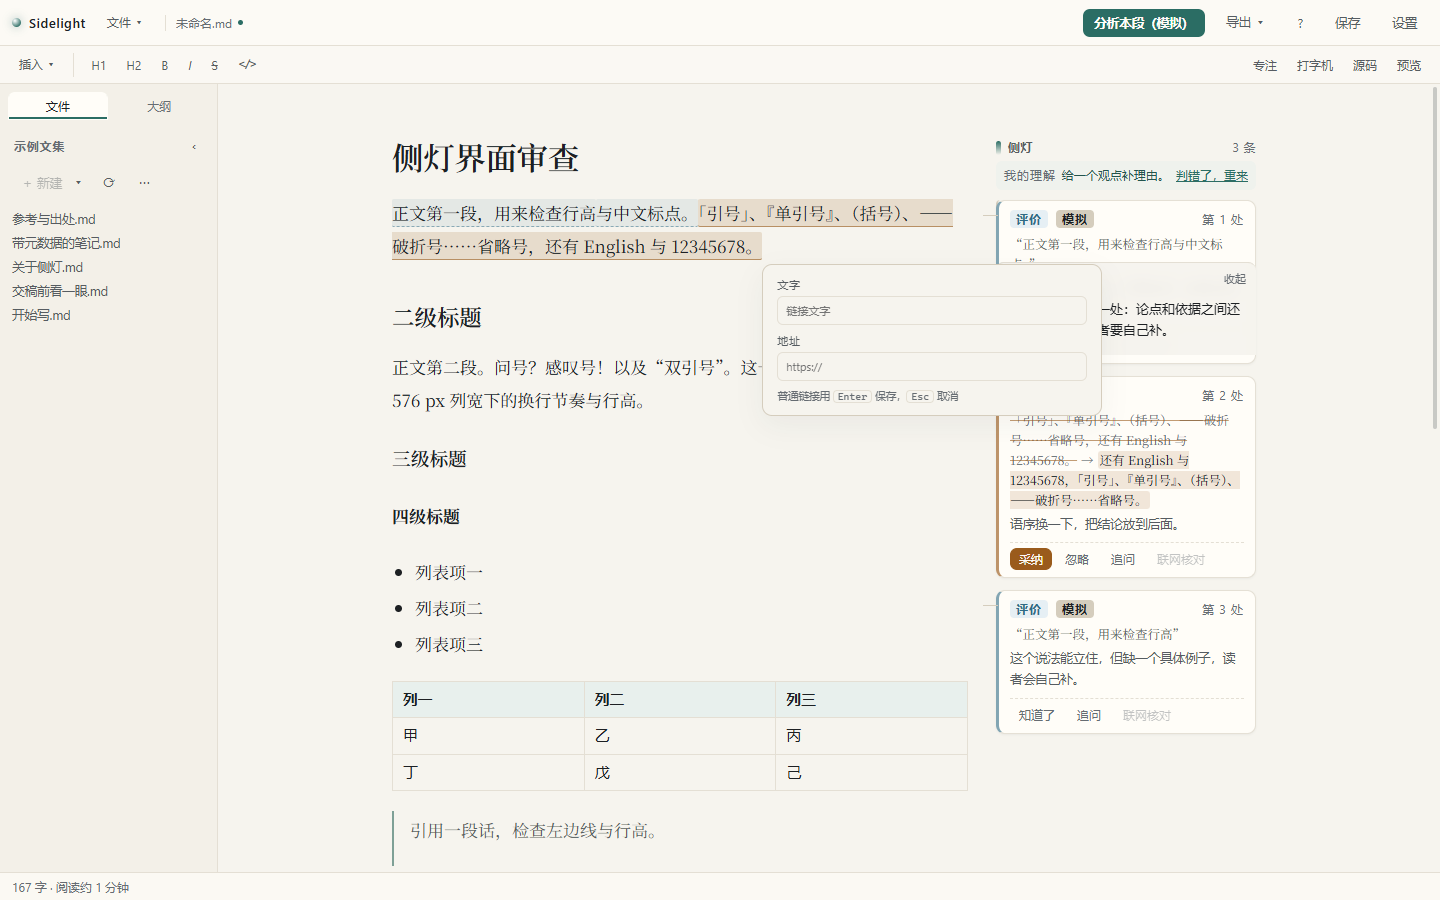 Sidelight
文件
未命名.md
分析本段（模拟）
导出
?
保存
设置
插入
H1
H2
B
I
S
</>
专注
打字机
源码
预览
文件
大纲
示例文集
+ 新建
参考与出处.md
带元数据的笔记.md
关于侧灯.md
交稿前看一眼.md
开始写.md
侧灯界面审查
正文第一段，用来检查行高与中文标点。「引号」、『单引号』、（括号）、——
破折号……省略号，还有 English 与 12345678。
二级标题
正文第二段。问号？感叹号！以及“双引号”。这
576 px 列宽下的换行节奏与行高。
三级标题
四级标题
列表项一
列表项二
列表项三
列一 列二 列三
甲 乙 丙
丁 戊 己
引用一段话，检查左边线与行高。
文字
链接文字
地址
https://
普通链接用 Enter 保存，Esc 取消
侧灯
3 条
我的理解 给一个观点补理由。 判错了，重来
评价 模拟 第 1 处
“正文第一段，用来检查行高与中文标
收起
一处：论点和依据之间还
者要自己补。
第 2 处
「引号」、『单引号』、（括号）、——破折
号……省略号，还有 English 与
12345678。 → 还有 English 与
12345678，「引号」、『单引号』、（括号）、
——破折号……省略号。
语序换一下，把结论放到后面。
采纳 忽略 追问 联网核对
评价 模拟 第 3 处
“正文第一段，用来检查行高”
这个说法能立住，但缺一个具体例子，读
者会自己补。
知道了 追问 联网核对
167 字 · 阅读约 1 分钟